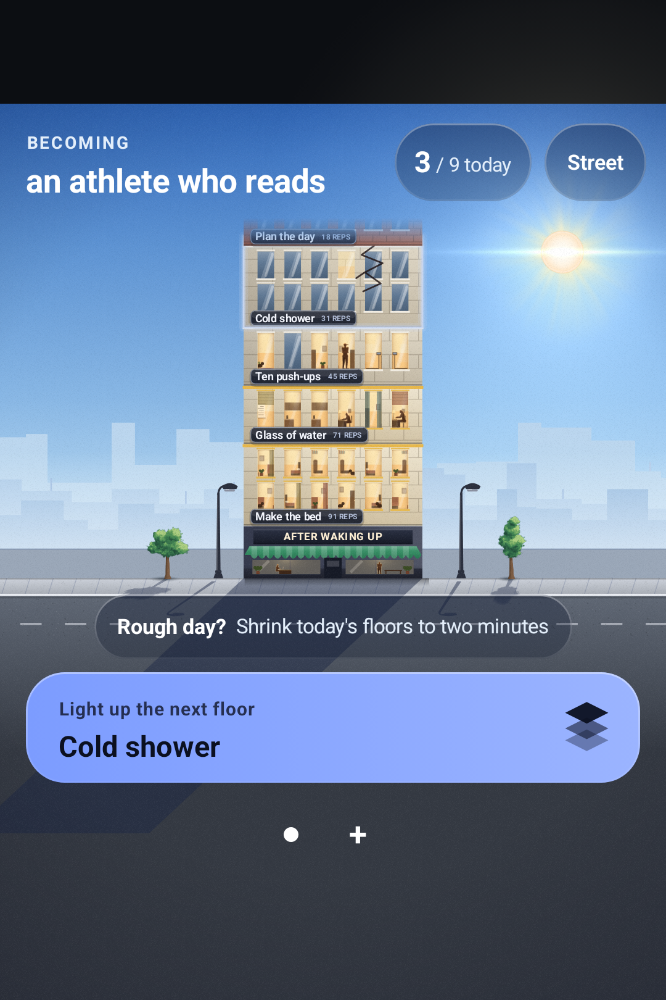 BECOMING
an athlete who reads
3 / 9 today
Street
Plan the day 18 REPS
Cold shower 31 REPS
Ten push-ups 45 REPS
Glass of water 71 REPS
Make the bed 91 REPS
AFTER WAKING UP
Rough day? Shrink today's floors to two minutes
Light up the next floor
Cold shower
+